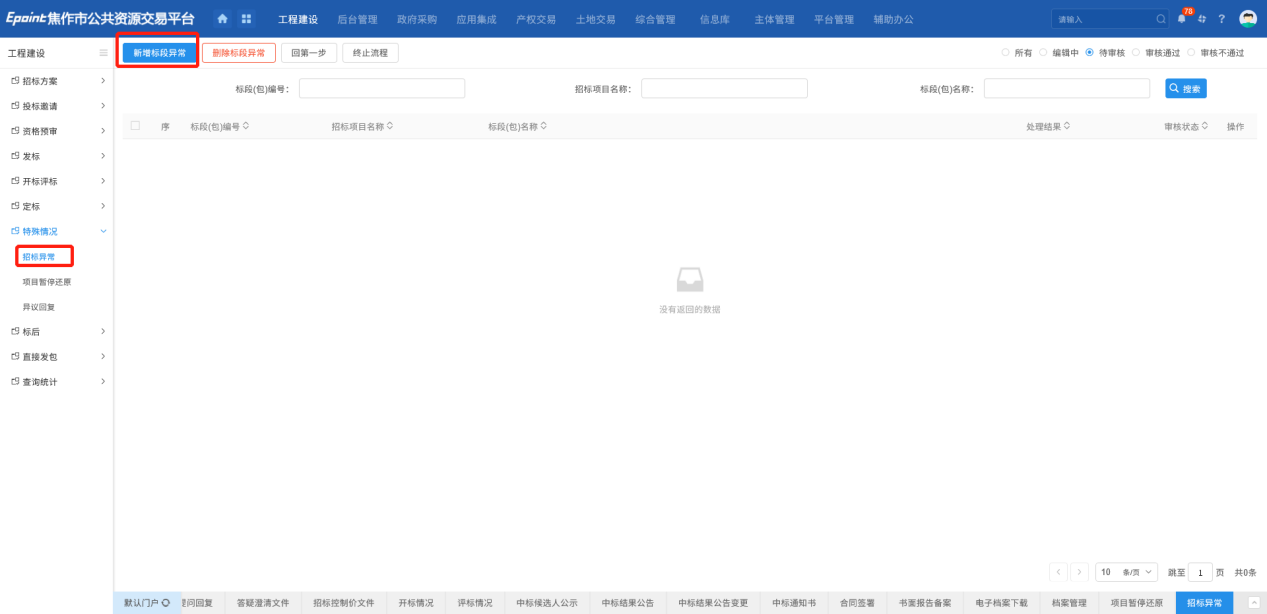 Epoint焦作市公共资源交易平台 工程建设 后台管理 政府采购 应用集成 产权交易 土地交易 综合管理 信息库 主体管理 平台管理 辅助办公 请输入 78 ?
工程建设 新增标段异常 删除标段异常 回第一步 终止流程 所有 编辑中 待审核 审核通过 审核不通过
招标方案
标段(包)编号: 招标项目名称: 标段(包)名称: 搜索
投标邀请
序 标段(包)编号 招标项目名称 标段(包)名称 处理结果 审核状态 操作
资格预审
发标
开标评标
定标
特殊情况
招标异常
项目暂停还原
异议回复
没有返回的数据
标后
直接发包
查询统计
10 条/页 跳至 1 页 共0条
默认门户 问回复 答疑澄清文件 招标控制价文件 开标情况 评标情况 中标候选人公示 中标结果公告 中标结果公告变更 中标通知书 合同签署 书面报告备案 电子档案下载 档案管理 项目暂停还原 招标异常